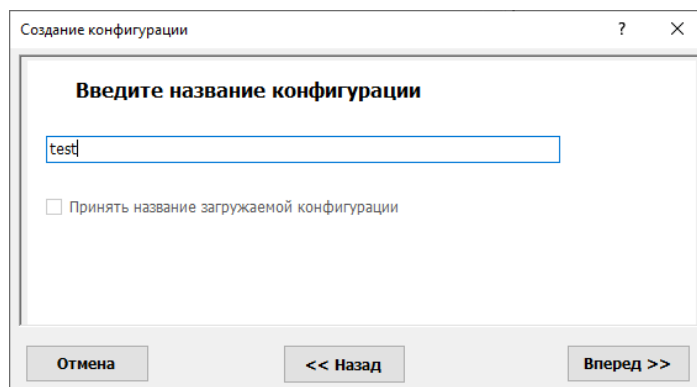 Создание конфигурации ?
Введите название конфигурации
test
Принять название загружаемой конфигурации
Отмена << Назад Вперед >>